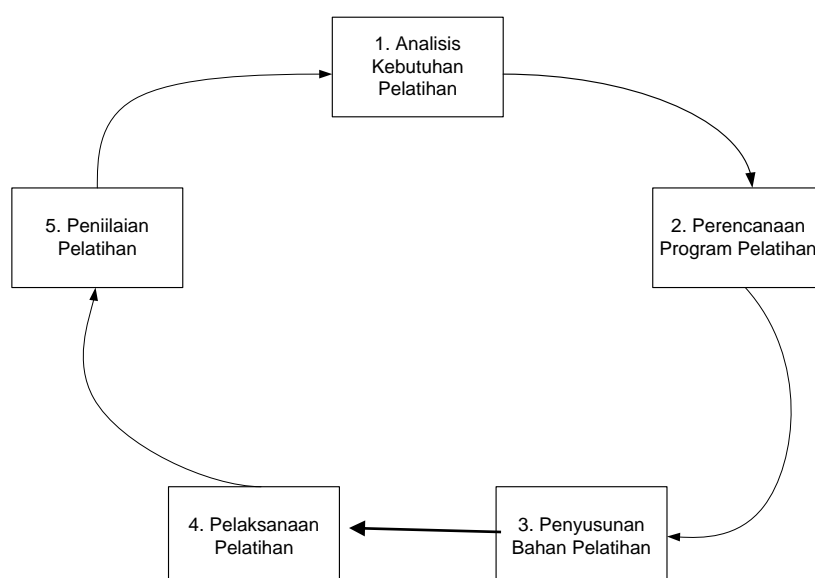 1. Analisis
Kebutuhan
Pelatihan
2. Perencanaan
Program Pelatihan
3. Penyusunan
Bahan Pelatihan
4. Pelaksanaan
Pelatihan
5. Peniilaian
Pelatihan